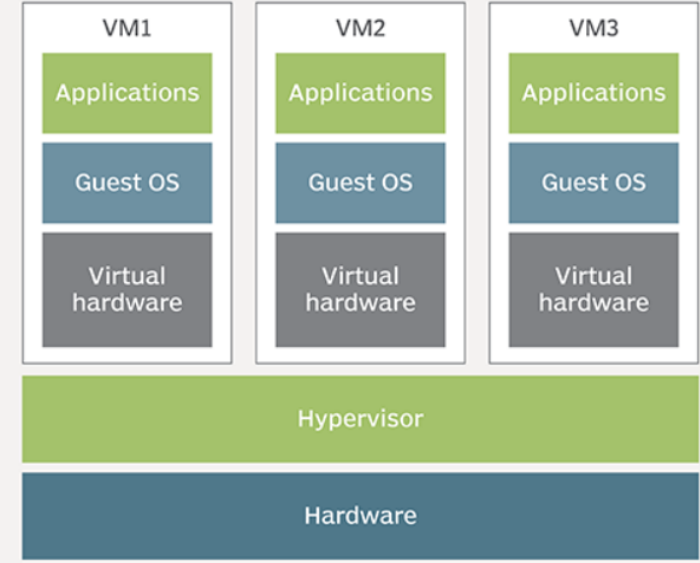 VM1
Applications
Guest OS
Virtual
hardware
VM2
Applications
Guest OS
Virtual
hardware
VM3
Applications
Guest OS
Virtual
hardware
Hypervisor
Hardware